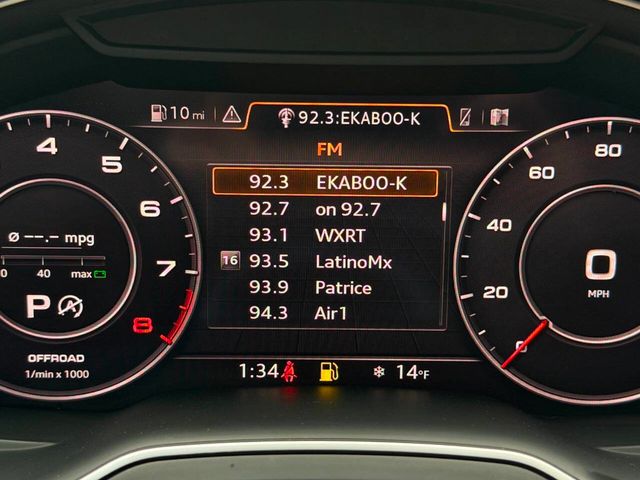 10 mi 92.3:EKABOO-K
FM
92.3 EKABOO-K
92.7 on 92.7
93.1 WXRT
16 93.5 LatinoMx
93.9 Patrice
94.3 Air1
4 5 6 7 8
Ø --.- mpg
0 40 max
P
OFFROAD
1/min x 1000
1:34 14°F
80
60
40
20
0
0
MPH